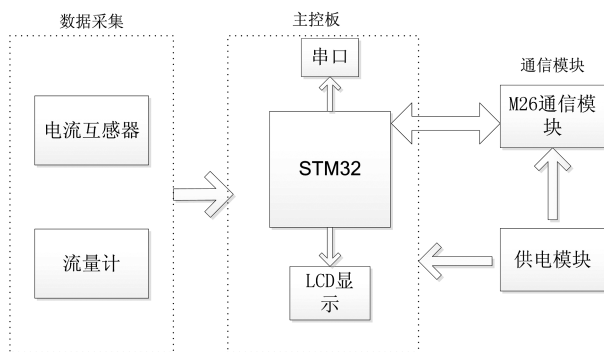 数据采集
主控板
通信模块
串口
电流互感器
STM32
M26通信模
块
流量计
LCD显
示
供电模块